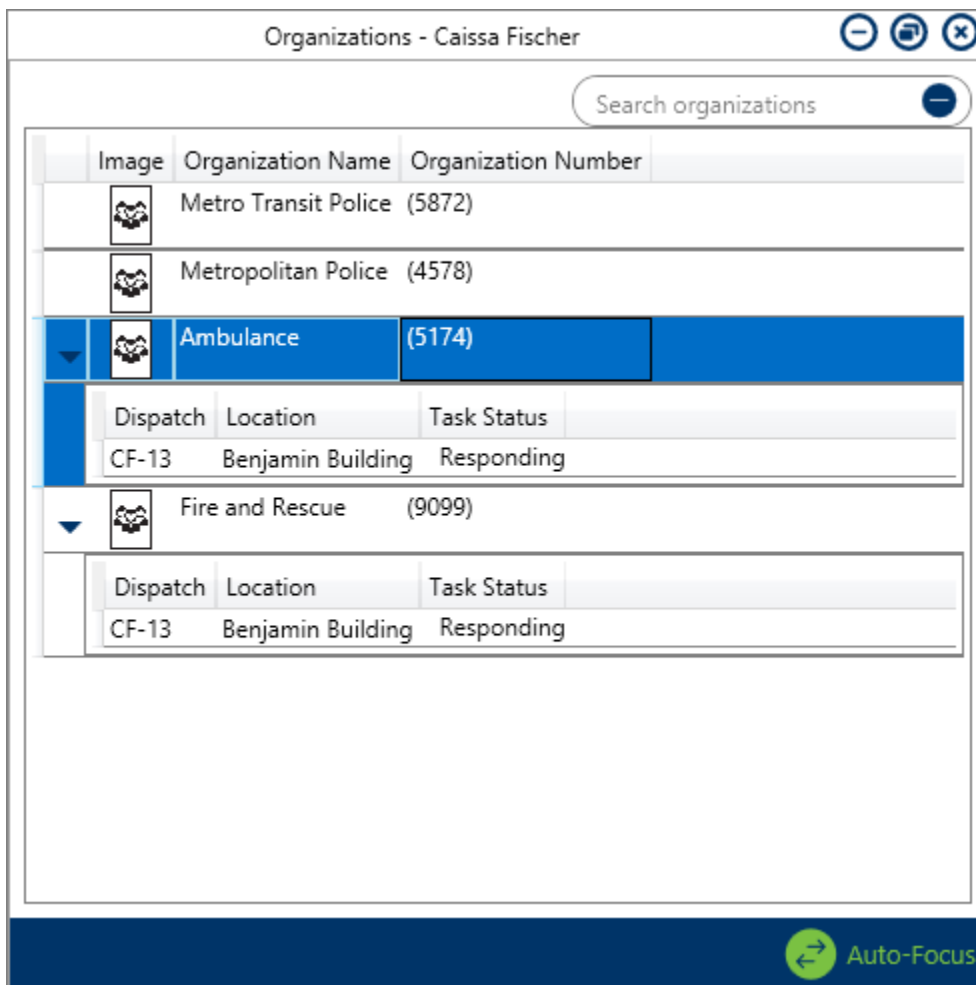 Organizations - Caissa Fischer
Search organizations
Image Organization Name Organization Number
Metro Transit Police (5872)
Metropolitan Police (4578)
Ambulance (5174)
Dispatch Location Task Status
CF-13 Benjamin Building Responding
Fire and Rescue (9099)
Dispatch Location Task Status
CF-13 Benjamin Building Responding
Auto-Focus